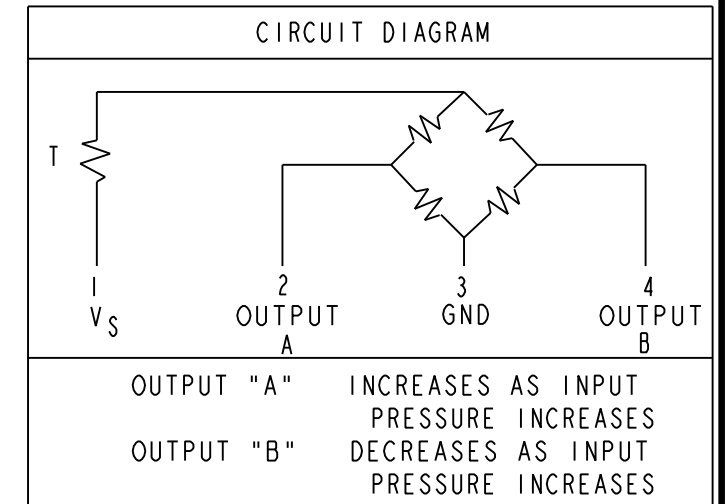 CIRCUIT DIAGRAM
T
1 2 3 4
VS OUTPUT GND OUTPUT
A B
OUTPUT "A" INCREASES AS INPUT
PRESSURE INCREASES
OUTPUT "B" DECREASES AS INPUT
PRESSURE INCREASES